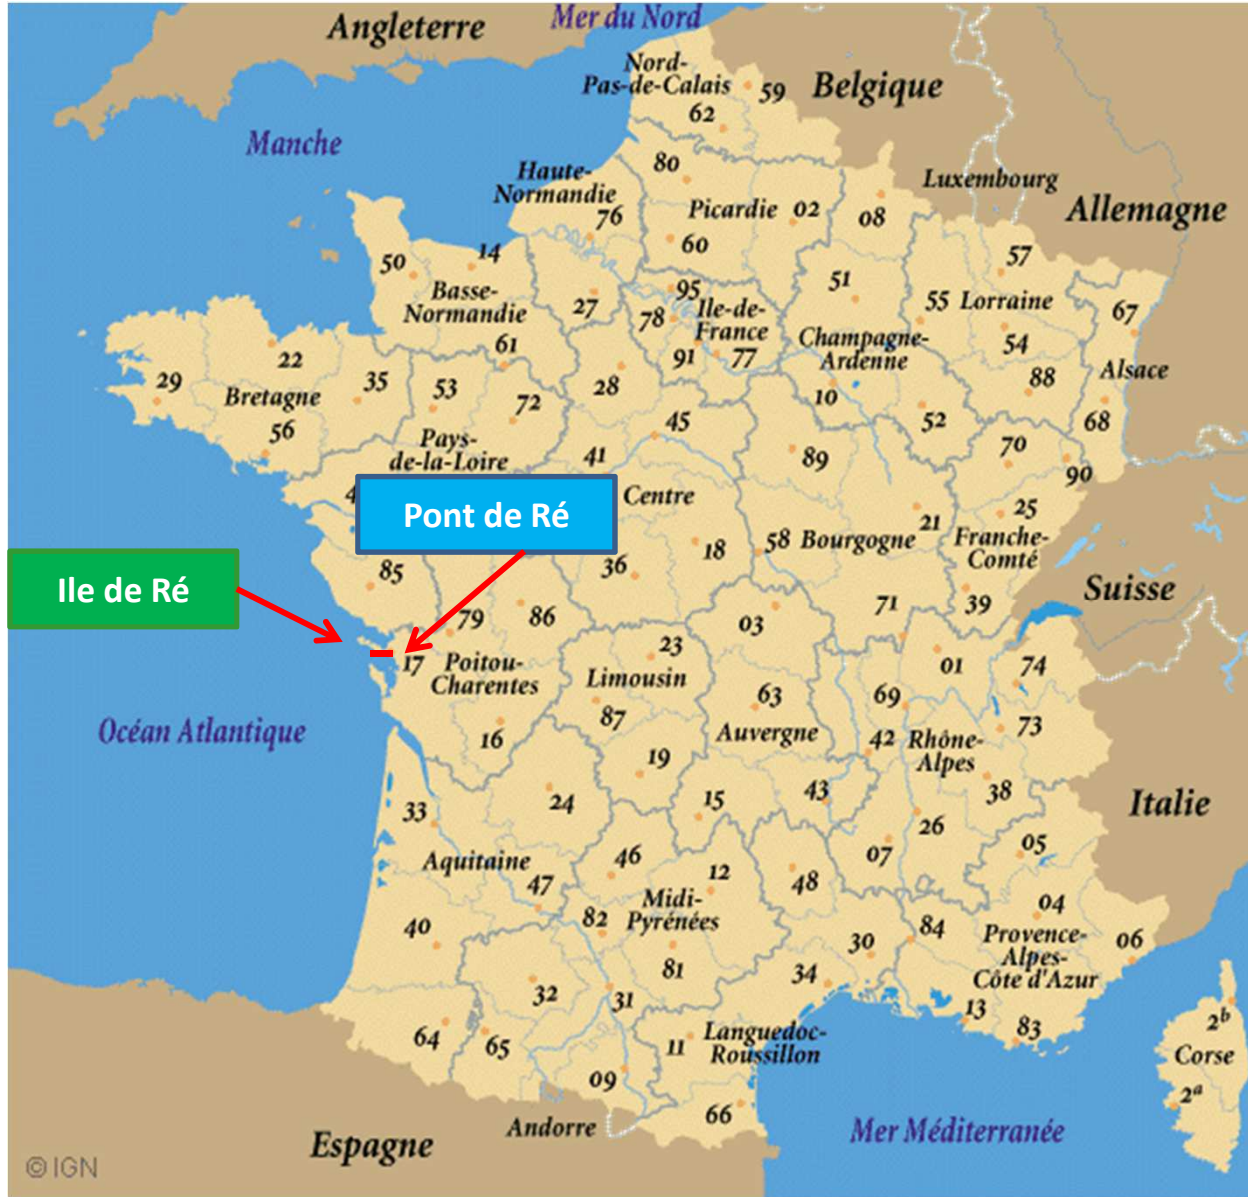 Mer du Nord
Angleterre
Nord-
Pas-de-Calais
59
62
Belgique
Manche
Luxembourg
Allemagne
Haute-
Normandie
76
80
Picardie
02
60
08
50
14
Basse-
Normandie
61
27
95
78
Ile-de-
France
91
77
51
Champagne-
Ardenne
10
52
55
Lorraine
57
54
88
67
Alsace
68
29
22
Bretagne
35
56
53
72
Pays-
de-la-Loire
28
45
41
Centre
89
70
90
4
Pont de Ré
36
18
58
Bourgogne
21
25
Franche-
Comté
39
71
Suisse
Ile de Ré
85
79
86
17
Poitou-
Charentes
16
23
Limousin
87
19
03
63
Auvergne
15
43
01
74
69
73
42
Rhône-
Alpes
38
26
07
Océan Atlantique
Italie
33
24
Aquitaine
47
40
64
46
12
Midi-
Pyrénées
82
81
32
31
65
09
48
30
34
Languedoc-
Roussillon
11
66
05
04
84
06
Provence-
Alpes-
Côte d'Azur
13
83
2b
Corse
2a
Andorre
Espagne
Mer Méditerranée
© IGN